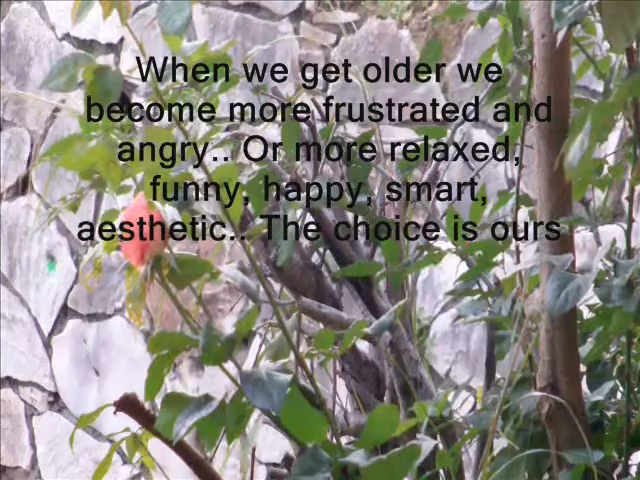 When we get older we
become more frustrated and
angry.. Or more relaxed,
funny, happy, smart,
aesthetic.. The choice is ours